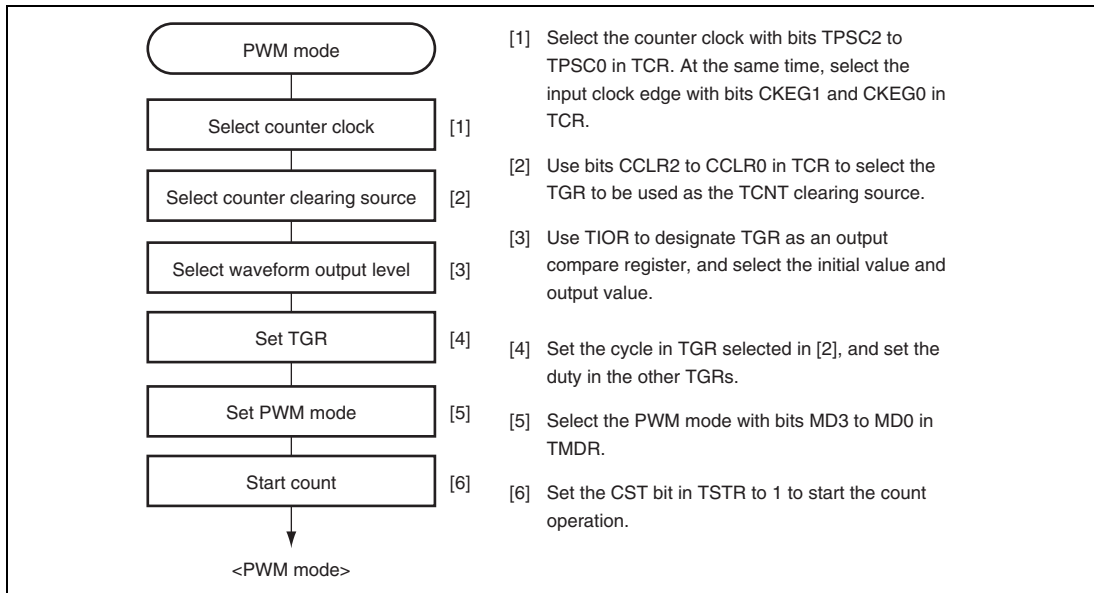 PWM mode
Select counter clock
[1]
Select counter clearing source
[2]
Select waveform output level
[3]
Set TGR
[4]
Set PWM mode
[5]
Start count
[6]
<PWM mode>
[1] Select the counter clock with bits TPSC2 to
TPSC0 in TCR. At the same time, select the
input clock edge with bits CKEG1 and CKEG0 in
TCR.
[2] Use bits CCLR2 to CCLR0 in TCR to select the
TGR to be used as the TCNT clearing source.
[3] Use TIOR to designate TGR as an output
compare register, and select the initial value and
output value.
[4] Set the cycle in TGR selected in [2], and set the
duty in the other TGRs.
[5] Select the PWM mode with bits MD3 to MD0 in
TMDR.
[6] Set the CST bit in TSTR to 1 to start the count
operation.